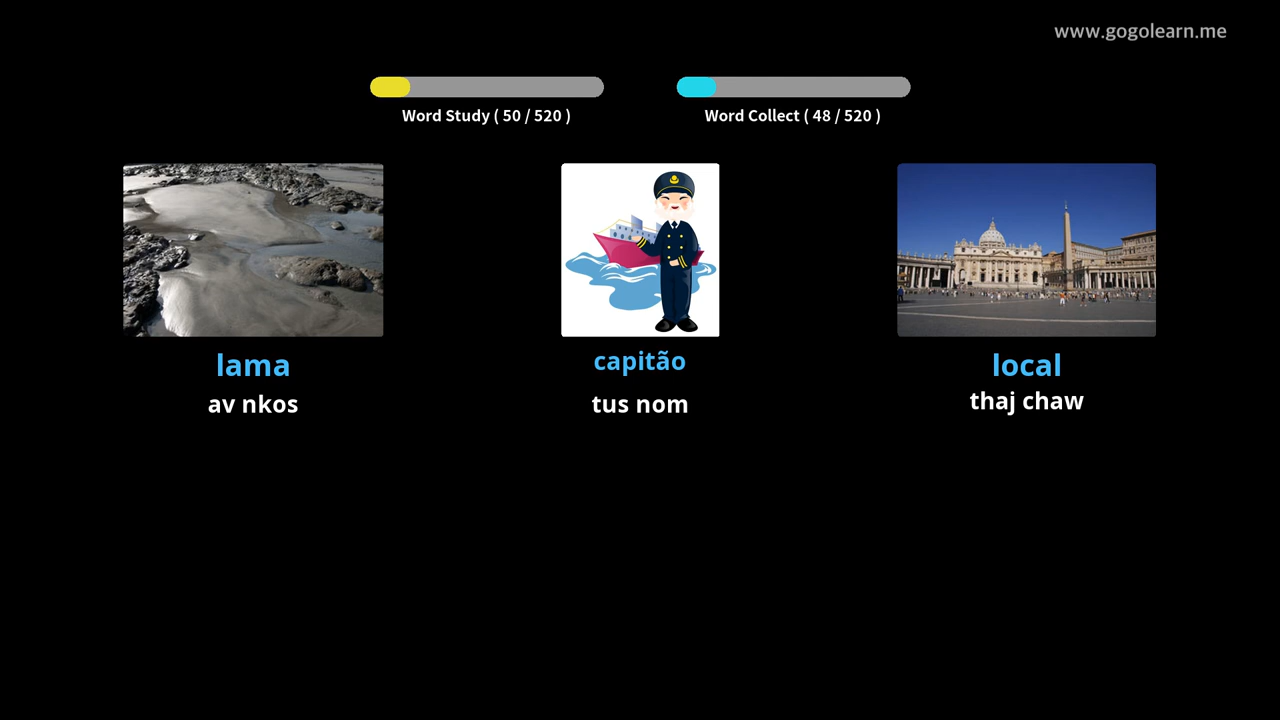 www.gogolearn.me
Word Study ( 50 / 520 )
Word Collect ( 48 / 520 )
lama
capitão
local
av nkos
tus nom
thaj chaw